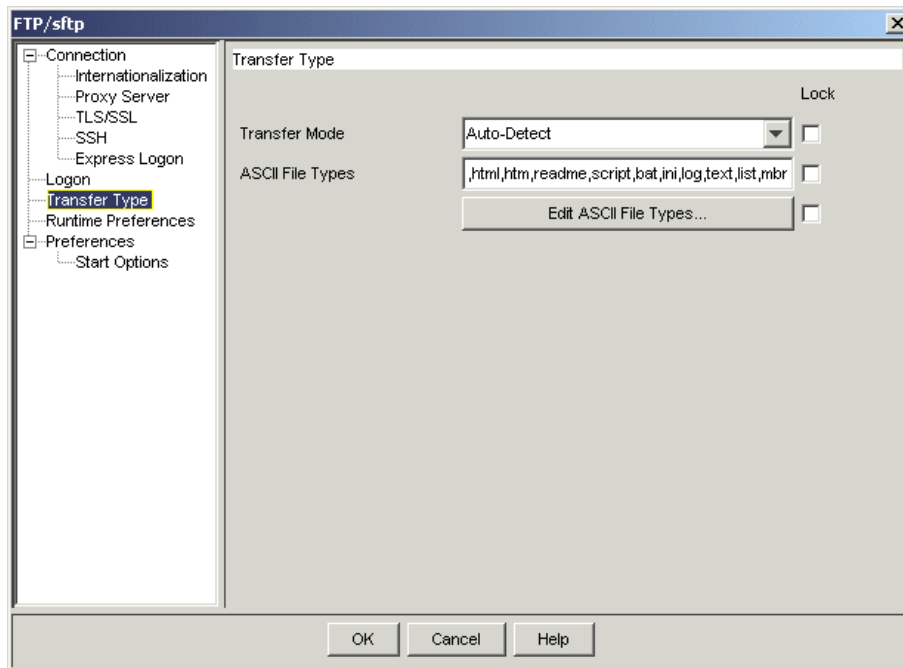 FTP/sftp
Connection
Internationalization
Proxy Server
TLS/SSL
SSH
Express Logon
Logon
Transfer Type
Runtime Preferences
Preferences
Start Options
Transfer Type
Lock
Transfer Mode
Auto-Detect
ASCII File Types
,html,htm,readme,script,bat,ini,log,text,list,mbr
Edit ASCII File Types...
OK
Cancel
Help